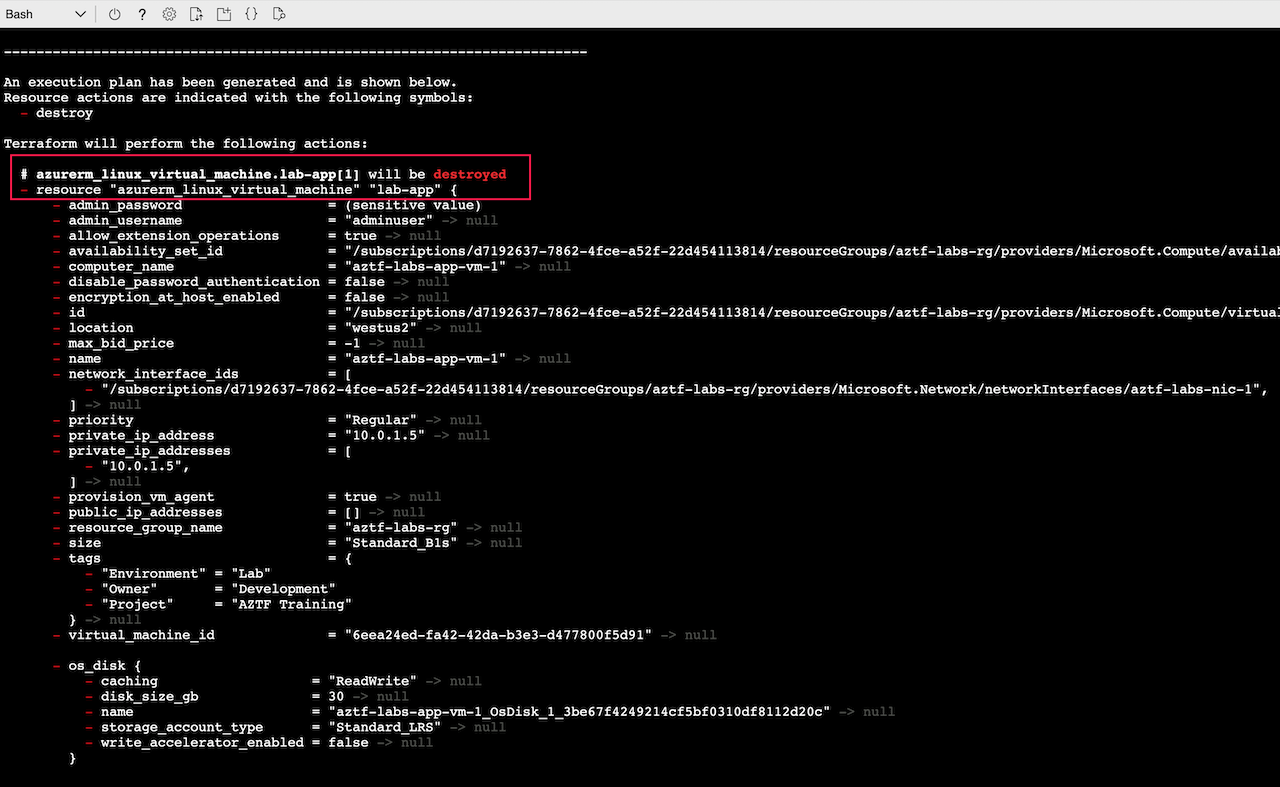 Bash
------------------------------------------------------------------------
An execution plan has been generated and is shown below.
Resource actions are indicated with the following symbols:
- destroy
Terraform will perform the following actions:
# azurerm_linux_virtual_machine.lab-app[1] will be destroyed
- resource "azurerm_linux_virtual_machine" "lab-app" {
- admin_password = (sensitive value)
- admin_username = "adminuser" -> null
- allow_extension_operations = true -> null
- availability_set_id = "/subscriptions/d7192637-7862-4fce-a52f-22d454113814/resourceGroups/aztf-labs-rg/providers/Microsoft.Compute/availab
- computer_name = "aztf-labs-app-vm-1" -> null
- disable_password_authentication = false -> null
- encryption_at_host_enabled = false -> null
- id = "/subscriptions/d7192637-7862-4fce-a52f-22d454113814/resourceGroups/aztf-labs-rg/providers/Microsoft.Compute/virtual
- location = "westus2" -> null
- max_bid_price = -1 -> null
- name = "aztf-labs-app-vm-1" -> null
- network_interface_ids = [
- "/subscriptions/d7192637-7862-4fce-a52f-22d454113814/resourceGroups/aztf-labs-rg/providers/Microsoft.Network/networkInterfaces/aztf-labs-nic-1",
] -> null
- priority = "Regular" -> null
- private_ip_address = "10.0.1.5" -> null
- private_ip_addresses = [
- "10.0.1.5",
] -> null
- provision_vm_agent = true -> null
- public_ip_addresses = [] -> null
- resource_group_name = "aztf-labs-rg" -> null
- size = "Standard_B1s" -> null
- tags = {
- "Environment" = "Lab"
- "Owner" = "Development"
- "Project" = "AZTF Training"
} -> null
- virtual_machine_id = "6eea24ed-fa42-42da-b3e3-d477800f5d91" -> null
- os_disk {
- caching = "ReadWrite" -> null
- disk_size_gb = 30 -> null
- name = "aztf-labs-app-vm-1_OsDisk_1_3be67f4249214cf5bf0310df8112d20c" -> null
- storage_account_type = "Standard_LRS" -> null
- write_accelerator_enabled = false -> null
}